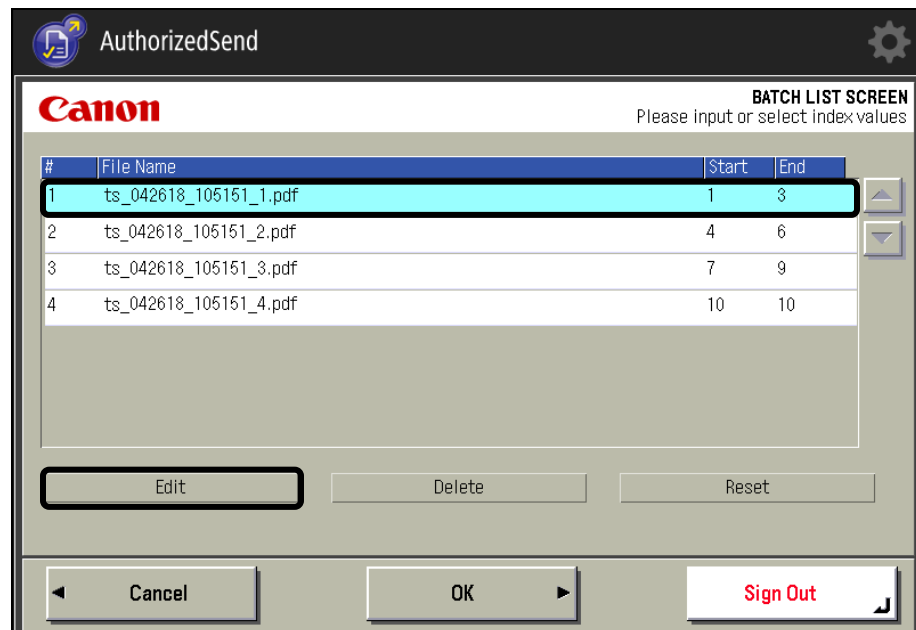 AuthorizedSend
Canon
BATCH LIST SCREEN
Please input or select index values
# File Name Start End
1 ts_042618_105151_1.pdf 1 3
2 ts_042618_105151_2.pdf 4 6
3 ts_042618_105151_3.pdf 7 9
4 ts_042618_105151_4.pdf 10 10
Edit Delete Reset
Cancel OK Sign Out